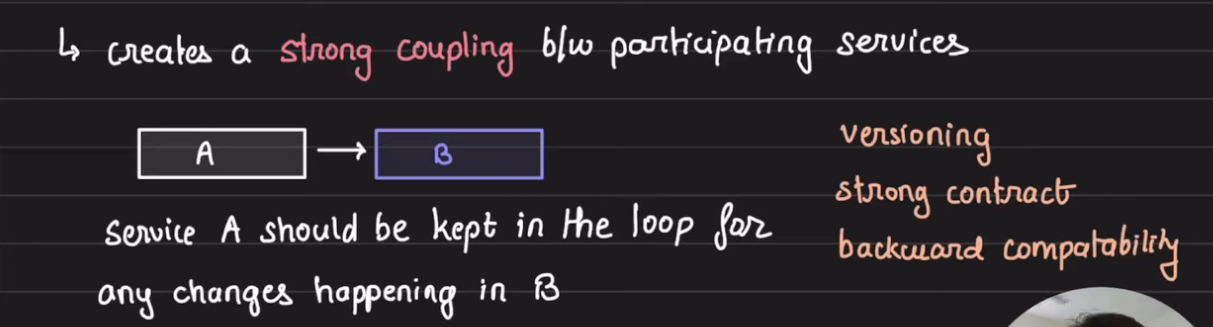 ↳ creates a strong coupling b/w participating services
A → B
versioning
strong contract
backward compatability
service A should be kept in the loop for
any changes happening in B